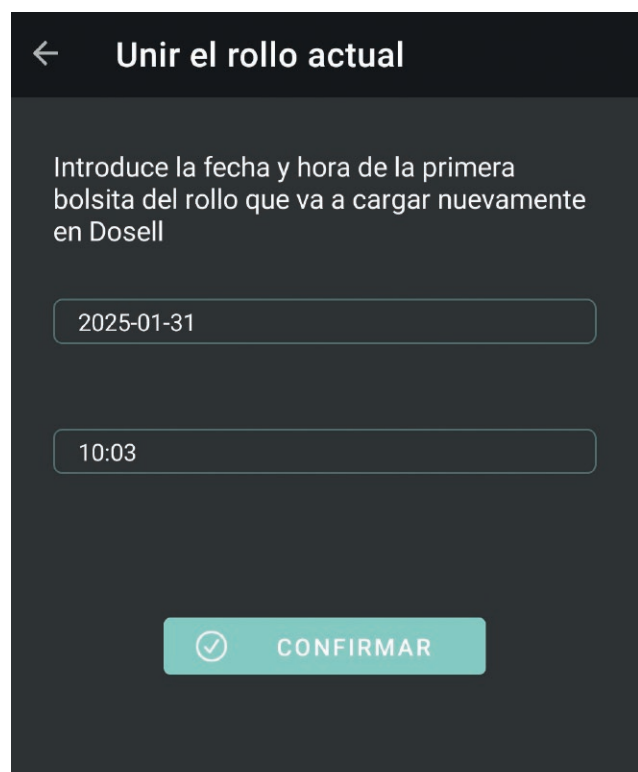 Unir el rollo actual
Introduce la fecha y hora de la primera
bolsita del rollo que va a cargar nuevamente
en Dosell
2025-01-31
10:03
CONFIRMAR